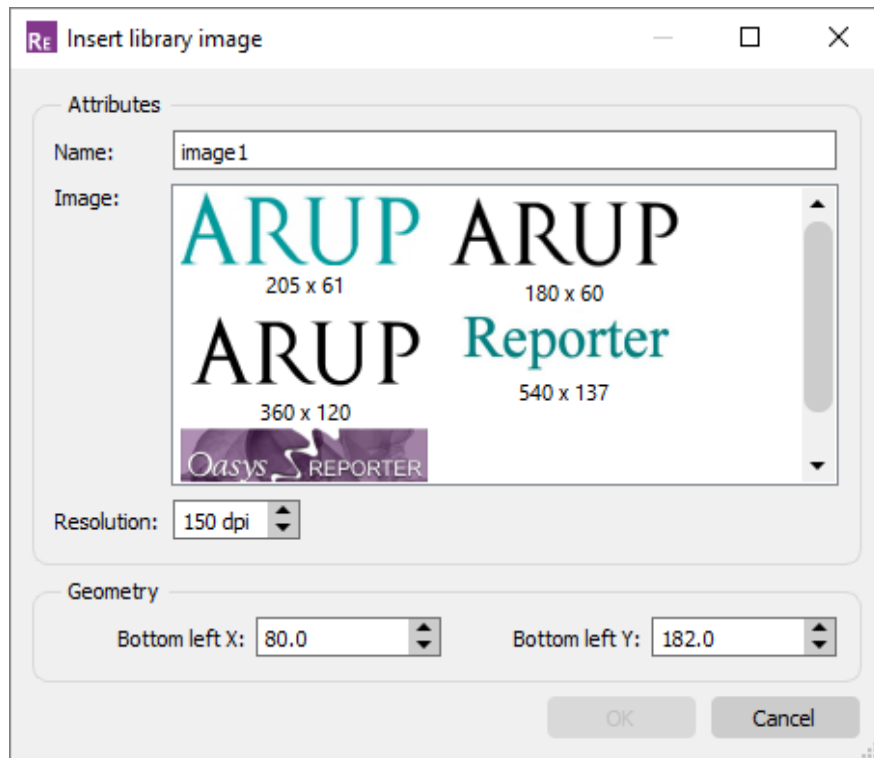 RE Insert library image
Attributes
Name: image1
Image:
ARUP ARUP
205 x 61 180 x 60
ARUP Reporter
360 x 120 540 x 137
Oasys REPORTER
Resolution: 150 dpi
Geometry
Bottom left X: 80.0 Bottom left Y: 182.0
OK Cancel